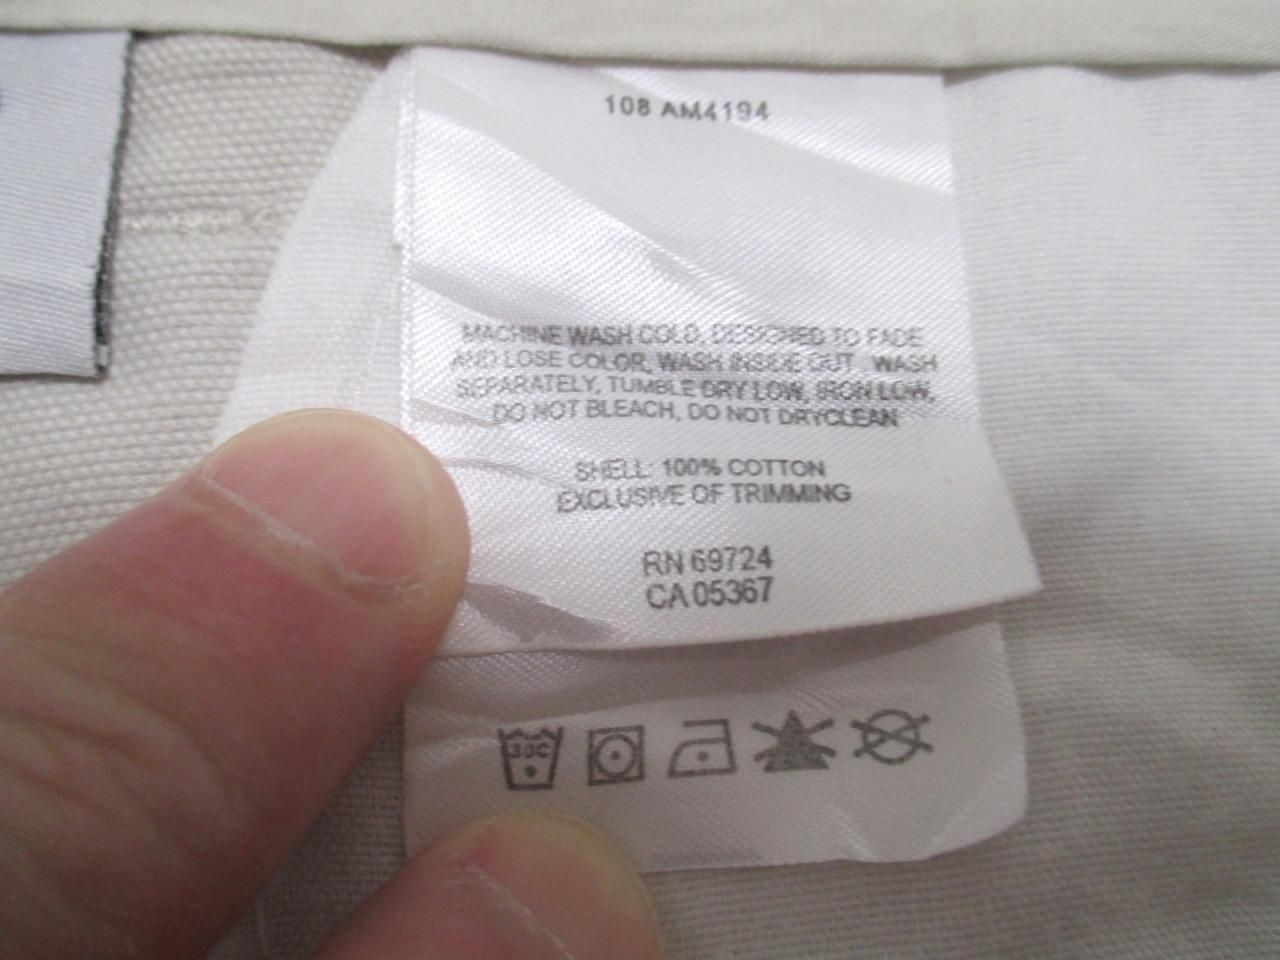 108 AM4194
MACHINE WASH COLD, DESIGNED TO FADE
AND LOSE COLOR, WASH INSIDE OUT . WASH
SEPARATELY, TUMBLE DRY LOW, IRON LOW,
DO NOT BLEACH, DO NOT DRYCLEAN
SHELL: 100% COTTON
EXCLUSIVE OF TRIMMING
RN 69724
CA 05367
30C